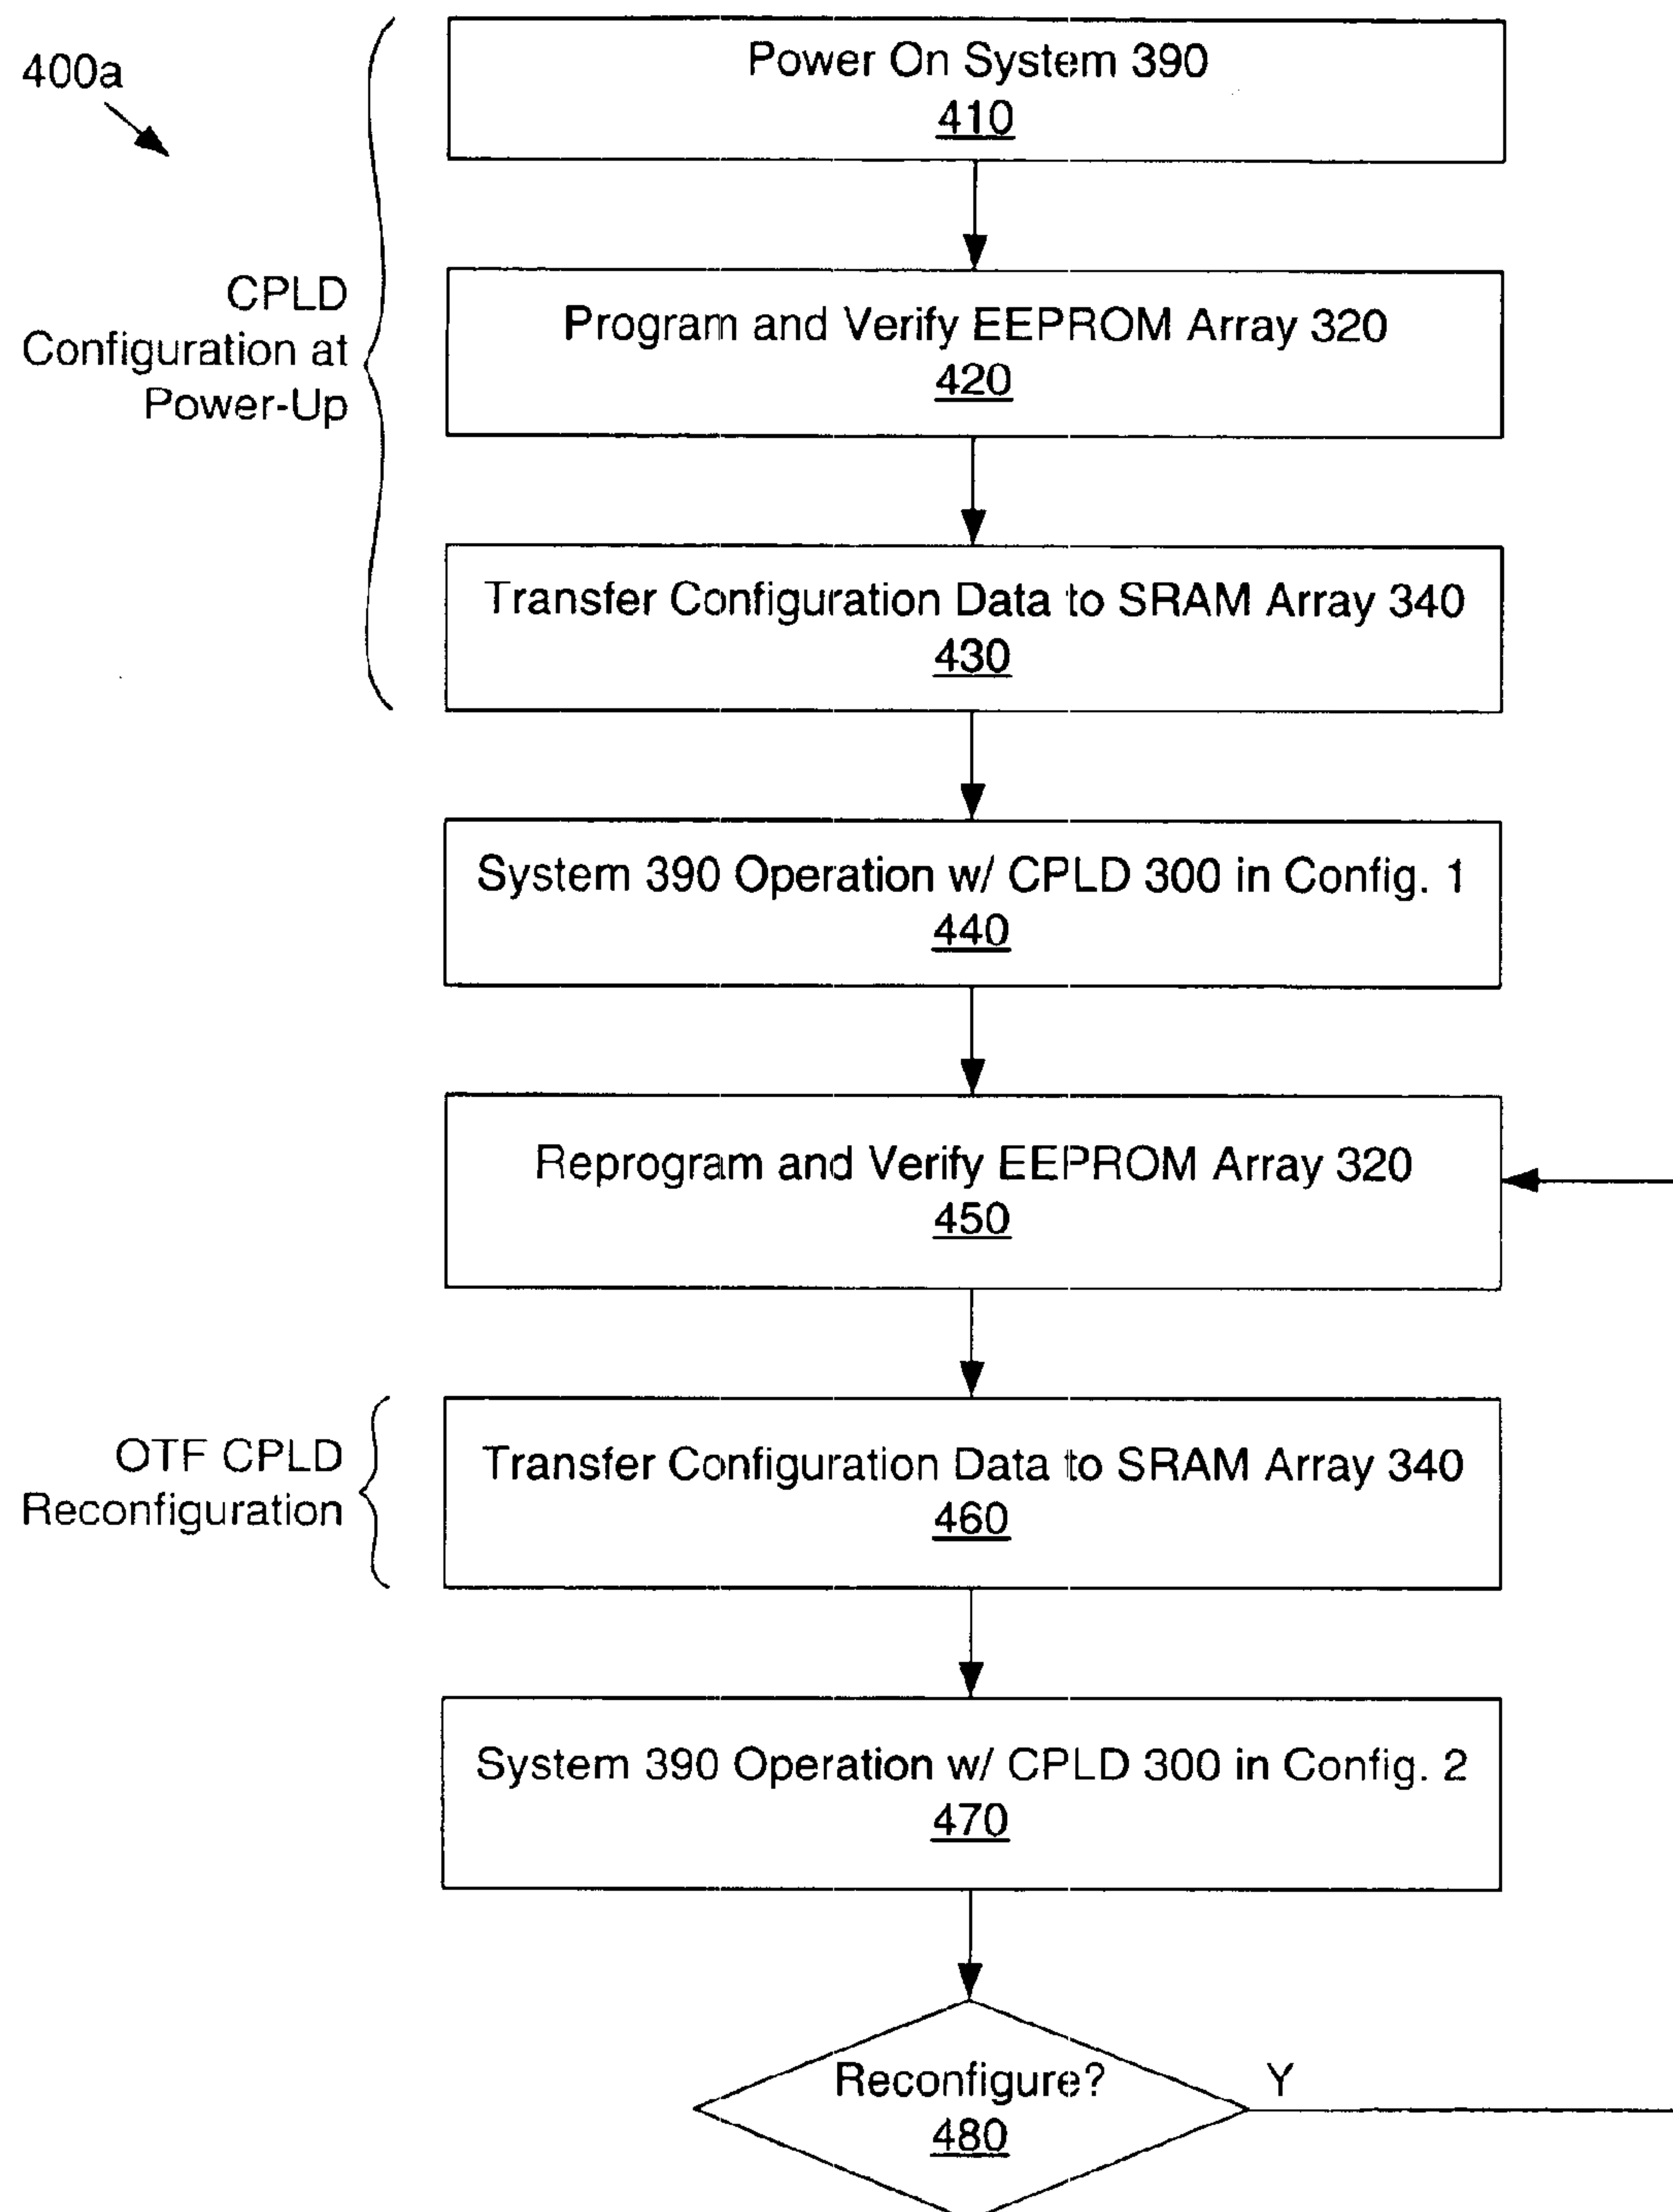 400a
Power On System 390
410
CPLD
Configuration at
Power-Up
Program and Verify EEPROM Array 320
420
Transfer Configuration Data to SRAM Array 340
430
System 390 Operation w/ CPLD 300 in Config. 1
440
Reprogram and Verify EEPROM Array 320
450
OTF CPLD
Reconfiguration
Transfer Configuration Data to SRAM Array 340
460
System 390 Operation w/ CPLD 300 in Config. 2
470
Reconfigure?
480
Y